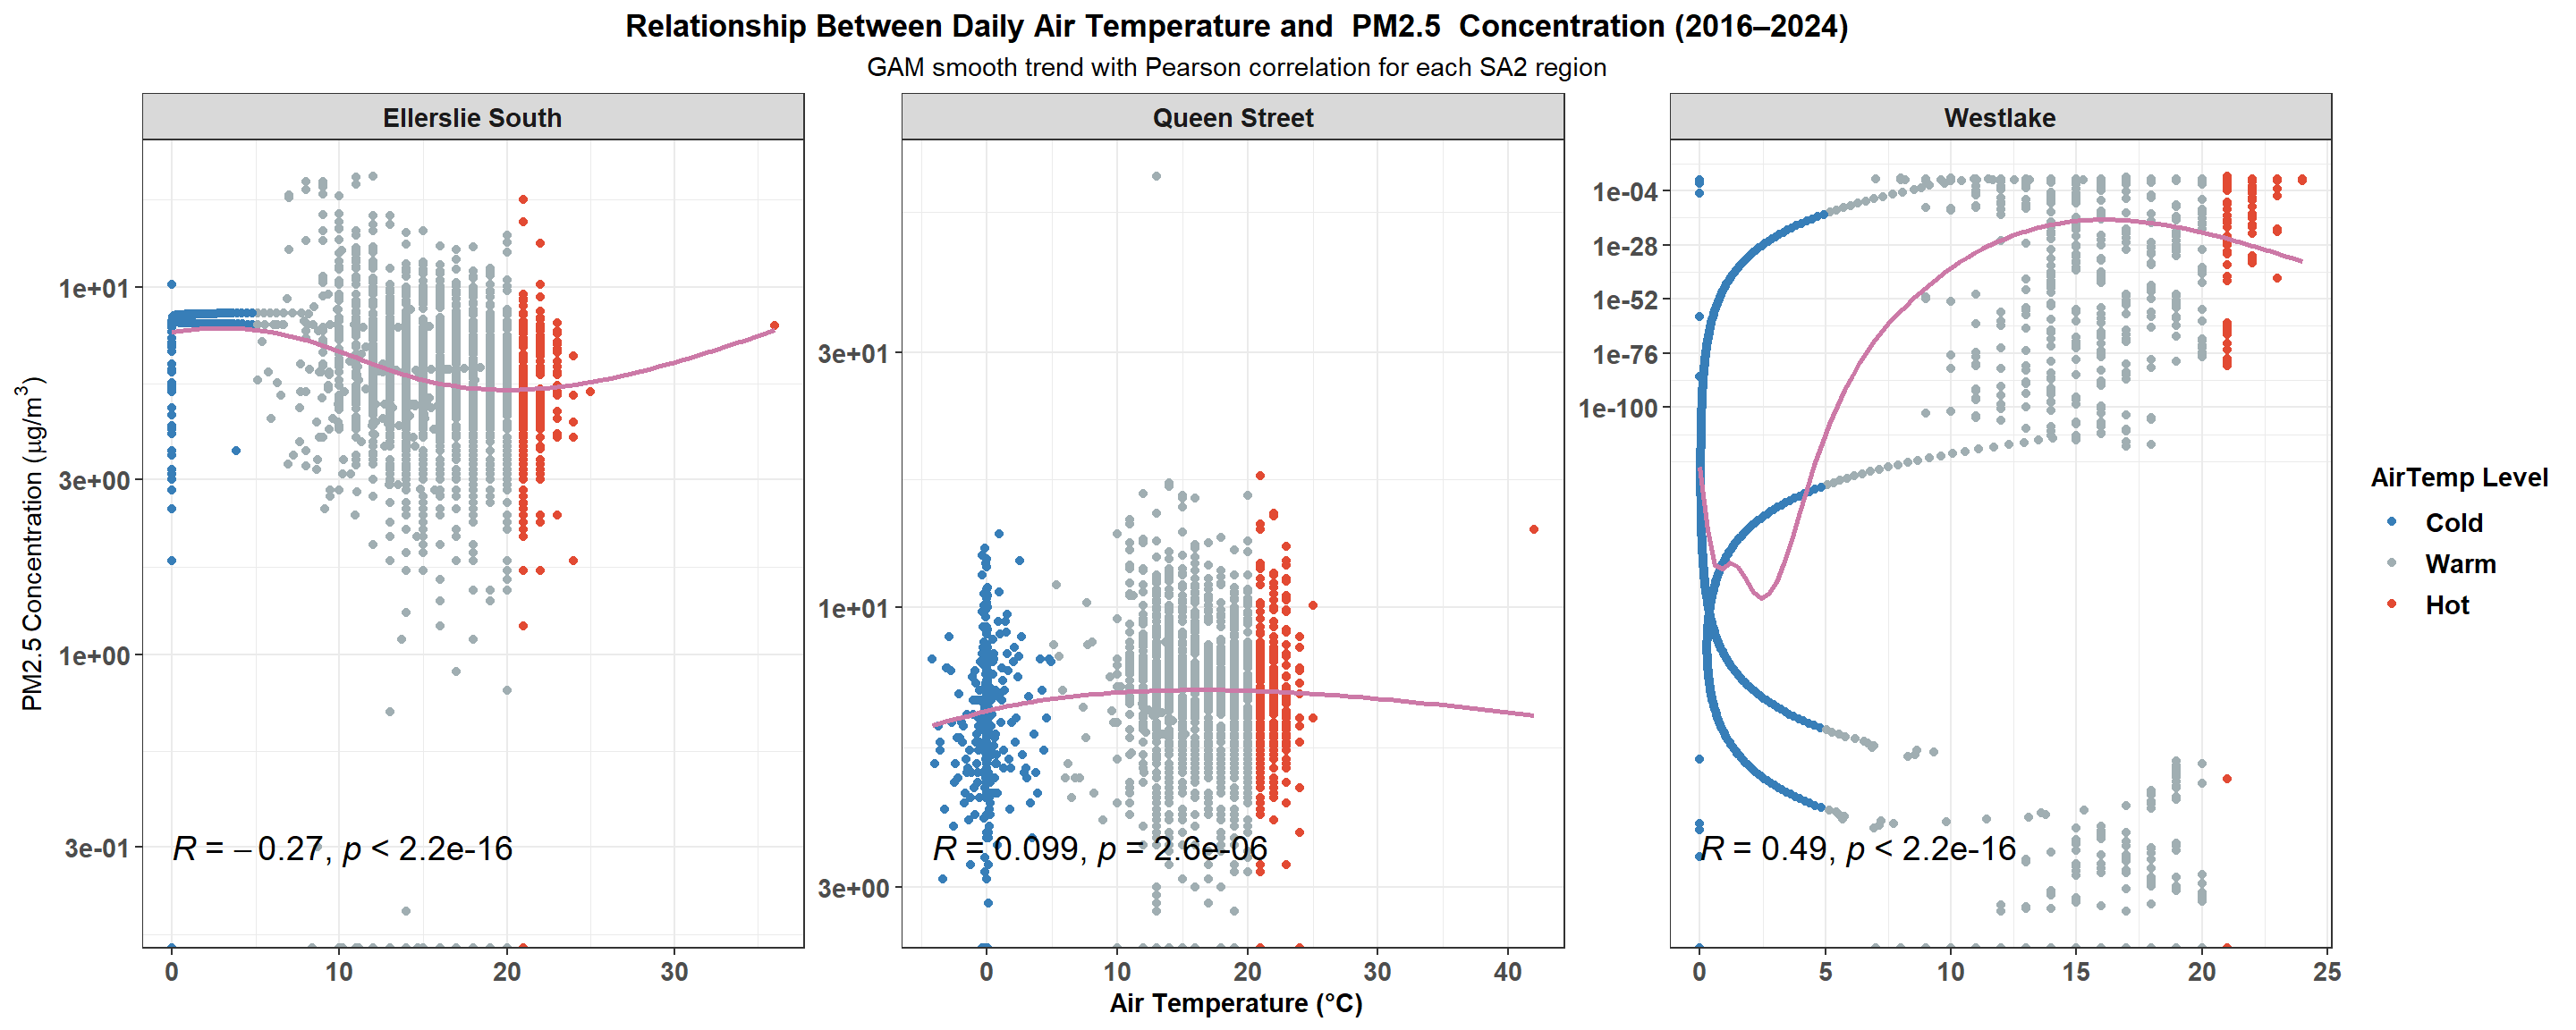 Relationship Between Daily Air Temperature and  PM2.5  Concentration (2016–2024)
GAM smooth trend with Pearson correlation for each SA2 region
Ellerslie South
Queen Street
Westlake
PM2.5 Concentration (μg/m³)
1e+01
3e+00
1e+00
3e-01
R = −0.27, p < 2.2e-16
0 10 20 30
3e+01
1e+01
3e+00
R = 0.099, p = 2.6e-06
0 10 20 30 40
1e-04
1e-28
1e-52
1e-76
1e-100
R = 0.49, p < 2.2e-16
0 5 10 15 20 25
Air Temperature (°C)
AirTemp Level
Cold
Warm
Hot